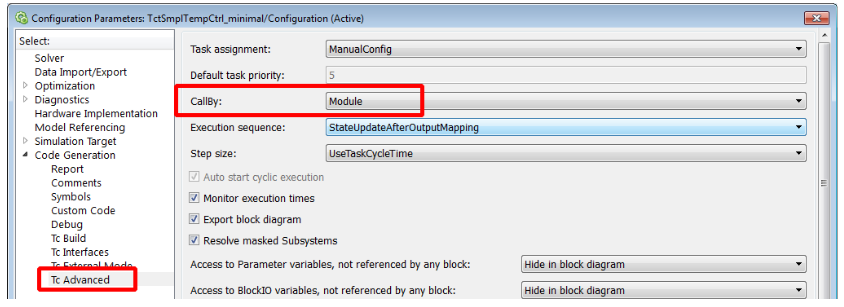 Configuration Parameters: TctSmplTempCtrl_minimal/Configuration (Active)
Select:
Solver
Data Import/Export
Optimization
Diagnostics
Hardware Implementation
Model Referencing
Simulation Target
Code Generation
Report
Comments
Symbols
Custom Code
Debug
Tc Build
Tc Interfaces
Tc External Mode
Tc Advanced
Task assignment: ManualConfig
Default task priority: 5
CallBy: Module
Execution sequence: StateUpdateAfterOutputMapping
Step size: UseTaskCycleTime
Auto start cyclic execution
Monitor execution times
Export block diagram
Resolve masked Subsystems
Access to Parameter variables, not referenced by any block: Hide in block diagram
Access to BlockIO variables, not referenced by any block: Hide in block diagram